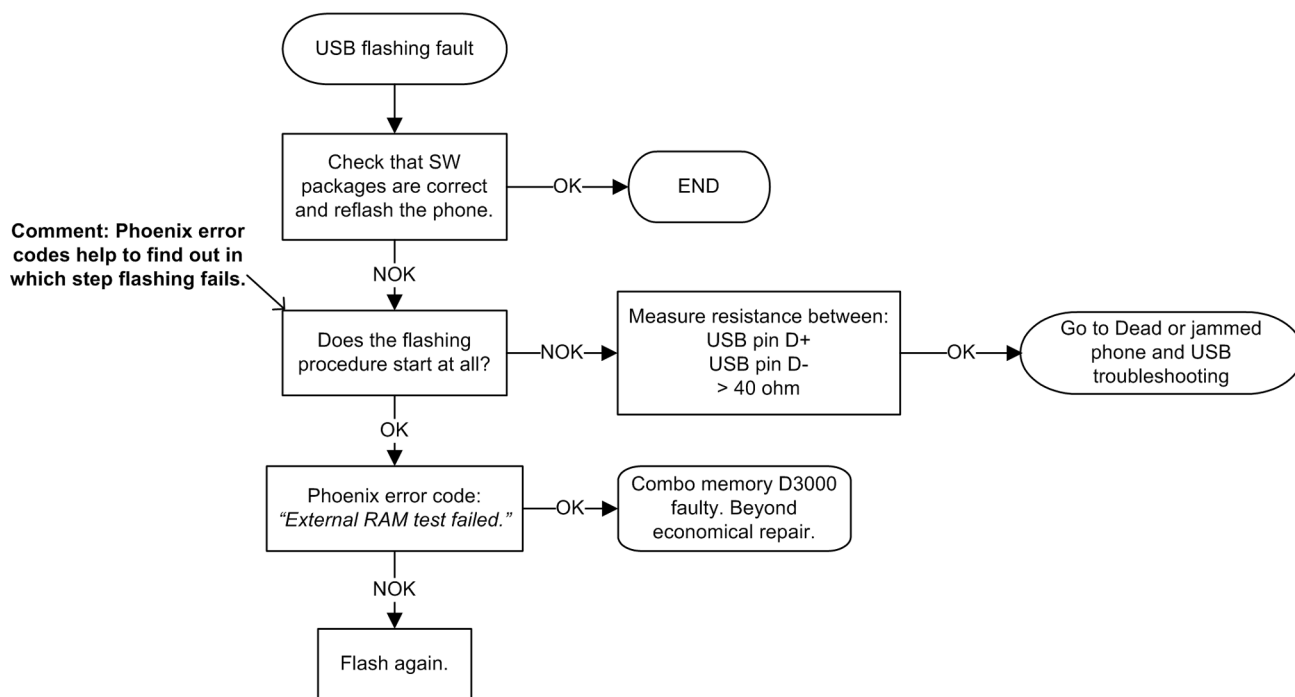 USB flashing fault
Check that SW
packages are correct
and reflash the phone.
OK
END
Comment: Phoenix error
codes help to find out in
which step flashing fails.
NOK
Does the flashing
procedure start at all?
NOK
Measure resistance between:
USB pin D+
USB pin D-
> 40 ohm
OK
Go to Dead or jammed
phone and USB
troubleshooting
OK
Phoenix error code:
“External RAM test failed.”
OK
Combo memory D3000
faulty. Beyond
economical repair.
NOK
Flash again.